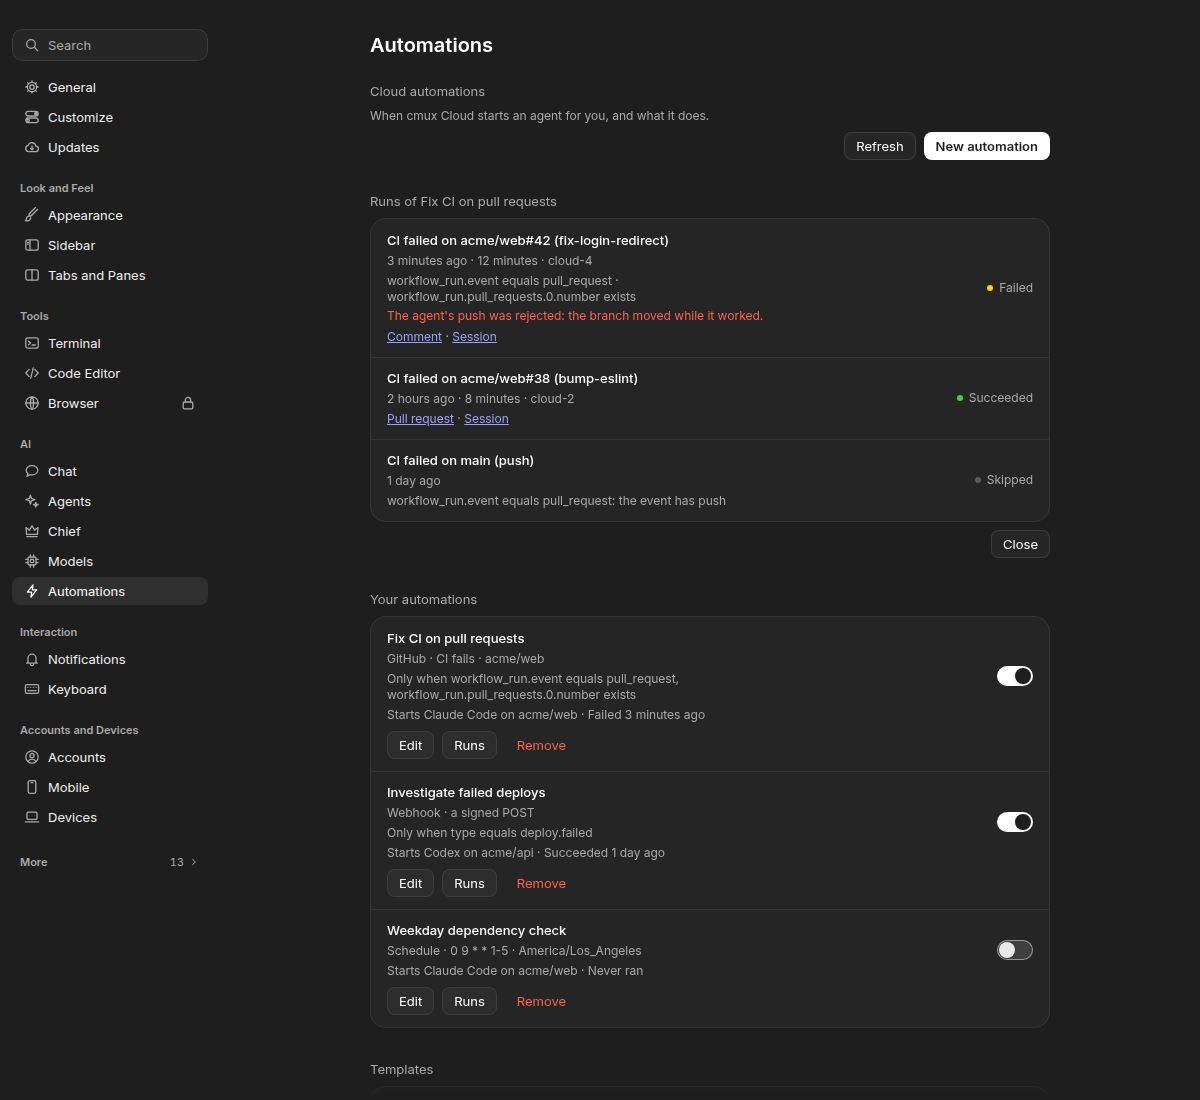 Search
General
Customize
Updates
Look and Feel
Appearance
Sidebar
Tabs and Panes
Tools
Terminal
Code Editor
Browser
AI
Chat
Agents
Chief
Models
Automations
Interaction
Notifications
Keyboard
Accounts and Devices
Accounts
Mobile
Devices
More 13
Automations
Cloud automations
When cmux Cloud starts an agent for you, and what it does.
Refresh
New automation
Runs of Fix CI on pull requests
CI failed on acme/web#42 (fix-login-redirect)
3 minutes ago · 12 minutes · cloud-4
workflow_run.event equals pull_request ·
workflow_run.pull_requests.0.number exists
The agent's push was rejected: the branch moved while it worked.
Comment · Session
Failed
CI failed on acme/web#38 (bump-eslint)
2 hours ago · 8 minutes · cloud-2
Pull request · Session
Succeeded
CI failed on main (push)
1 day ago
workflow_run.event equals pull_request: the event has push
Skipped
Close
Your automations
Fix CI on pull requests
GitHub · CI fails · acme/web
Only when workflow_run.event equals pull_request,
workflow_run.pull_requests.0.number exists
Starts Claude Code on acme/web · Failed 3 minutes ago
Edit Runs Remove
Investigate failed deploys
Webhook · a signed POST
Only when type equals deploy.failed
Starts Codex on acme/api · Succeeded 1 day ago
Edit Runs Remove
Weekday dependency check
Schedule · 0 9 * * 1-5 · America/Los_Angeles
Starts Claude Code on acme/web · Never ran
Edit Runs Remove
Templates